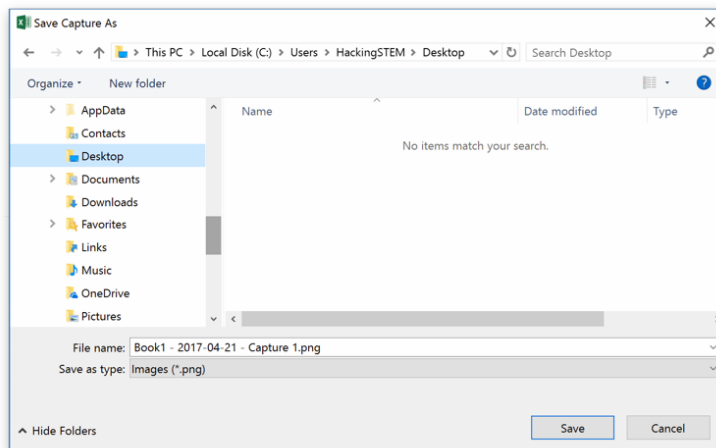 Save Capture As
This PC > Local Disk (C:) > Users > HackingSTEM > Desktop
Search Desktop
Organize
New folder
Name
Date modified
Type
AppData
Contacts
Desktop
Documents
Downloads
Favorites
Links
Music
OneDrive
Pictures
No items match your search.
File name: Book1 - 2017-04-21 - Capture 1.png
Save as type: Images (*.png)
Hide Folders
Save
Cancel